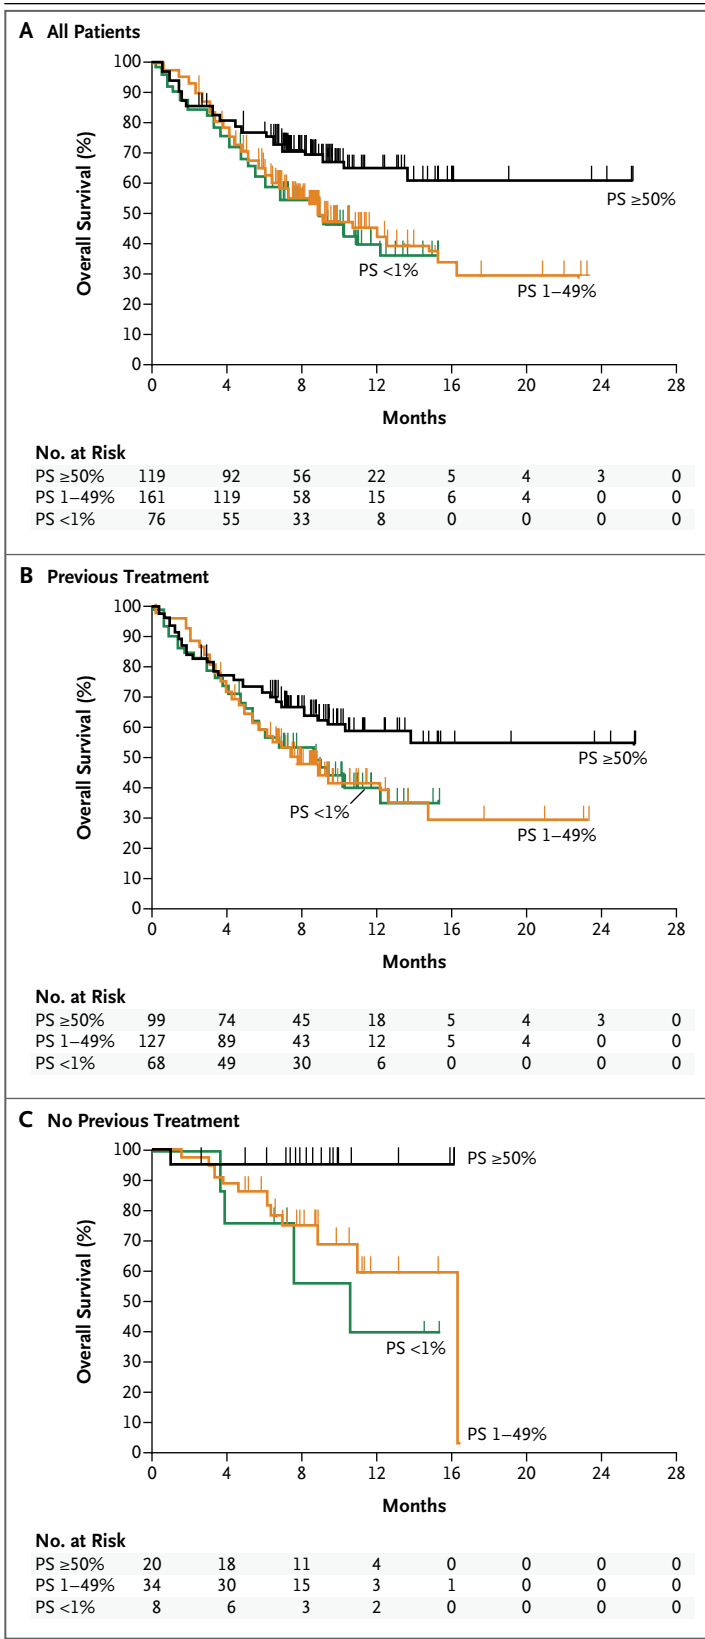 A All Patients
100
90
80
70
60
50
40
30
20
10
0
Overall Survival (%)
PS ≥50%
PS <1%
PS 1–49%
0 4 8 12 16 20 24 28
Months
No. at Risk
PS ≥50% 119 92 56 22 5 4 3 0
PS 1–49% 161 119 58 15 6 4 0 0
PS <1% 76 55 33 8 0 0 0 0
B Previous Treatment
100
90
80
70
60
50
40
30
20
10
0
Overall Survival (%)
PS ≥50%
PS <1%
PS 1–49%
0 4 8 12 16 20 24 28
Months
No. at Risk
PS ≥50% 99 74 45 18 5 4 3 0
PS 1–49% 127 89 43 12 5 4 0 0
PS <1% 68 49 30 6 0 0 0 0
C No Previous Treatment
100
90
80
70
60
50
40
30
20
10
0
Overall Survival (%)
PS ≥50%
PS <1%
PS 1–49%
0 4 8 12 16 20 24 28
Months
No. at Risk
PS ≥50% 20 18 11 4 0 0 0 0
PS 1–49% 34 30 15 3 1 0 0 0
PS <1% 8 6 3 2 0 0 0 0